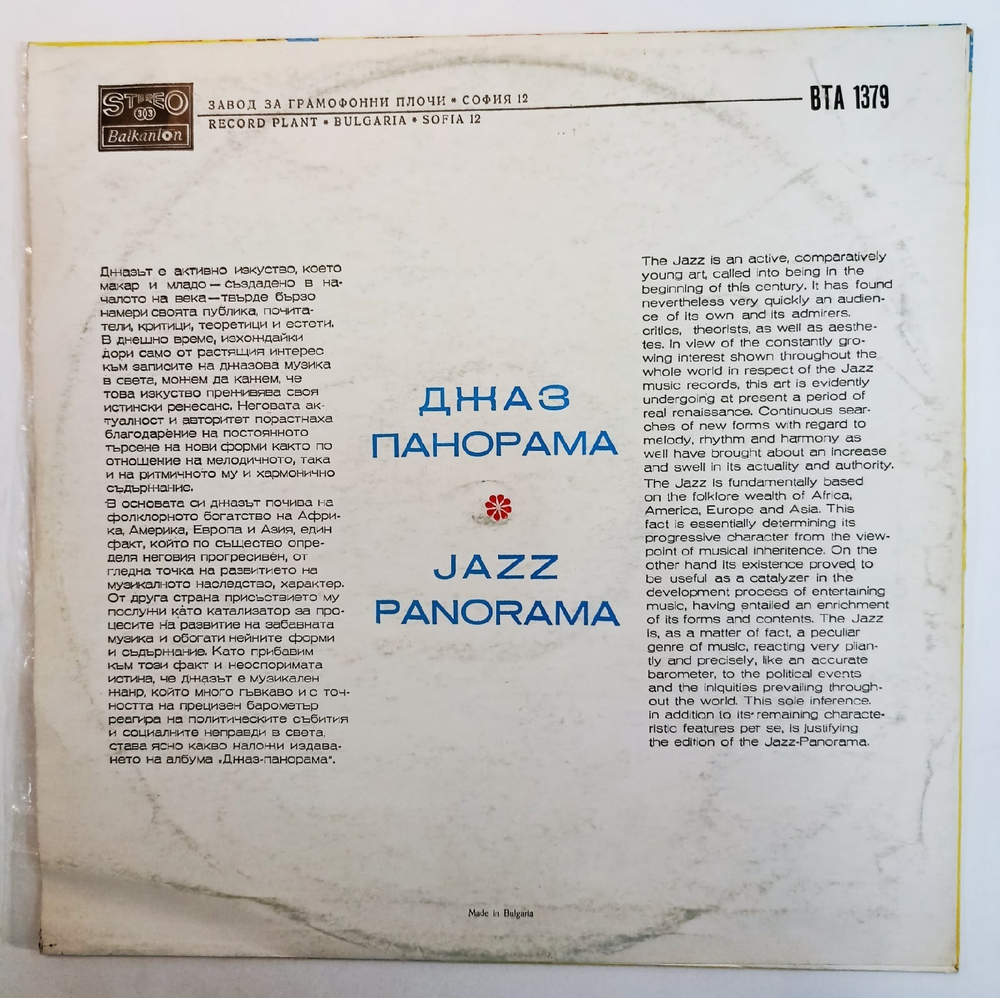 STEREO
303
Balkanton
ЗАВОД ЗА ГРАМОФОННИ ПЛОЧИ * СОФИЯ 12
RECORD PLANT * BULGARIA * SOFIA 12
ВТА 1379
Джазът е активно изкуство, което
макар и младо — създадено в на-
чалото на века — твърде бързо
намери своята публика, почита-
тели, критици, теоретици и естети.
В днешно време, изхождайки
дори само от растящия интерес
към записите на джазова музика
в света, можем да кажем, че
това изкуство преживява своя
истински ренесанс. Неговата ак-
туалност и авторитет порастнаха
благодарение на постоянното
търсене на нови форми както по
отношение на мелодичното, така
и на ритмичното му и хармонично
съдържание.
В основата си джазът почива на
фолклорното богатство на Афри-
ка, Америка, Европа и Азия, един
факт, който по същество опре-
деля неговия прогресивен, от
гледна точка на развитието на
музикалното наследство, характер.
От друга страна присъствието му
послужи като катализатор за про-
цесите на развитие на забавната
музика и обогати нейните форми
и съдържание. Като прибавим
към този факт и неоспоримата
истина, че джазът е музикален
жанр, който много гъвкаво и с точ-
ността на прецизен барометър
реагира на политическите събития
и социалните неправди в света,
става ясно какво наложи издава-
нето на албума „Джаз-панорама“.
ДЖАЗ
ПАНОРАМА
JAZZ
PANORAMA
The Jazz is an active, comparatively
young art, called into being in the
beginning of this century. It has found
nevertheless very quickly an audien-
ce of its own and its admirers.
critics, theorists, as well as aesthe-
tes. In view of the constantly gro-
wing interest shown throughout the
whole world in respect of the Jazz
music records, this art is evidently
undergoing at present a period of
real renaissance. Continuous sear-
ches of new forms with regard to
melody, rhythm and harmony as
well have brought about an increase
and swell in its actuality and authority.
The Jazz is fundamentally based
on the folklore wealth of Africa,
America, Europe and Asia. This
fact is essentially determining its
progressive character from the view-
point of musical inheritence. On the
other hand its existence proved to
be useful as a catalyzer in the
development process of entertaining
music, having entailed an enrichment
of its forms and contents. The Jazz
is, as a matter of fact, a peculiar
genre of music, reacting very plian-
tly and precisely, like an accurate
barometer, to the political events
and the iniquities prevailing through-
out the world. This sole inference.
in addition to its remaining characte-
ristic features per se, is justifying
the edition of the Jazz-Panorama.
Made in Bulgaria